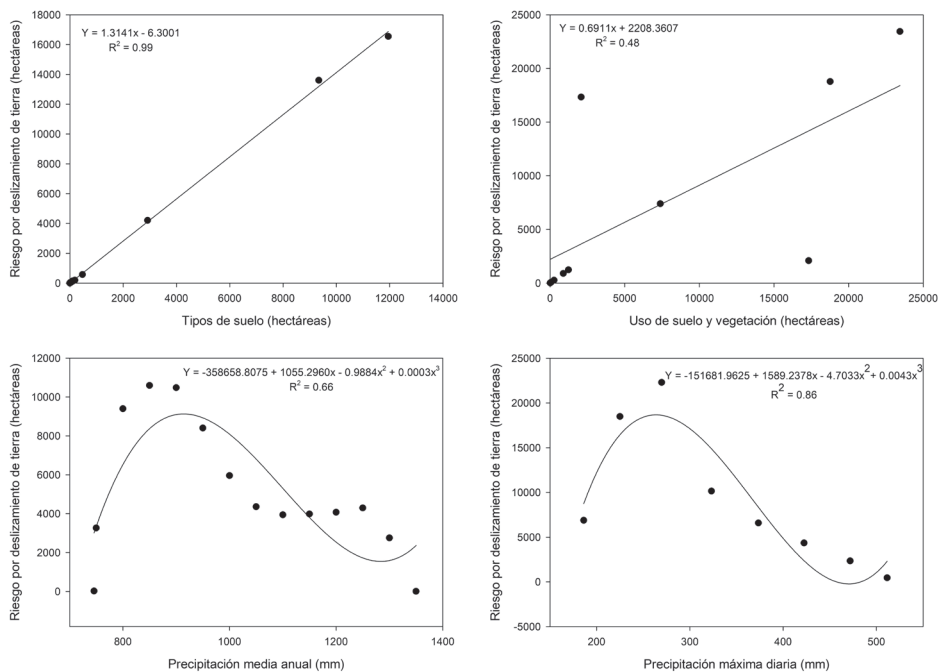 Y = 1.3141x - 6.3001
R² = 0.99
Riesgo por deslizamiento de tierra (hectáreas)
18000
16000
14000
12000
10000
8000
6000
4000
2000
0
0 2000 4000 6000 8000 10000 12000 14000
Tipos de suelo (hectáreas)
Y = 0.6911x + 2208.3607
R² = 0.48
Reisgo por deslizamiento de tierra (hectáreas)
25000
20000
15000
10000
5000
0
0 5000 10000 15000 20000 25000
Uso de suelo y vegetación (hectáreas)
Y = -358658.8075 + 1055.2960x - 0.9884x² + 0.0003x³
R² = 0.66
Riesgo por deslizamiento de tierra (hectáreas)
12000
10000
8000
6000
4000
2000
0
800 1000 1200 1400
Precipitación media anual (mm)
Y = -151681.9625 + 1589.2378x - 4.7033x² + 0.0043x³
R² = 0.86
Riesgo por deslizamiento de tierra (hectáreas)
25000
20000
15000
10000
5000
0
-5000
200 300 400 500
Precipitación máxima diaria (mm)